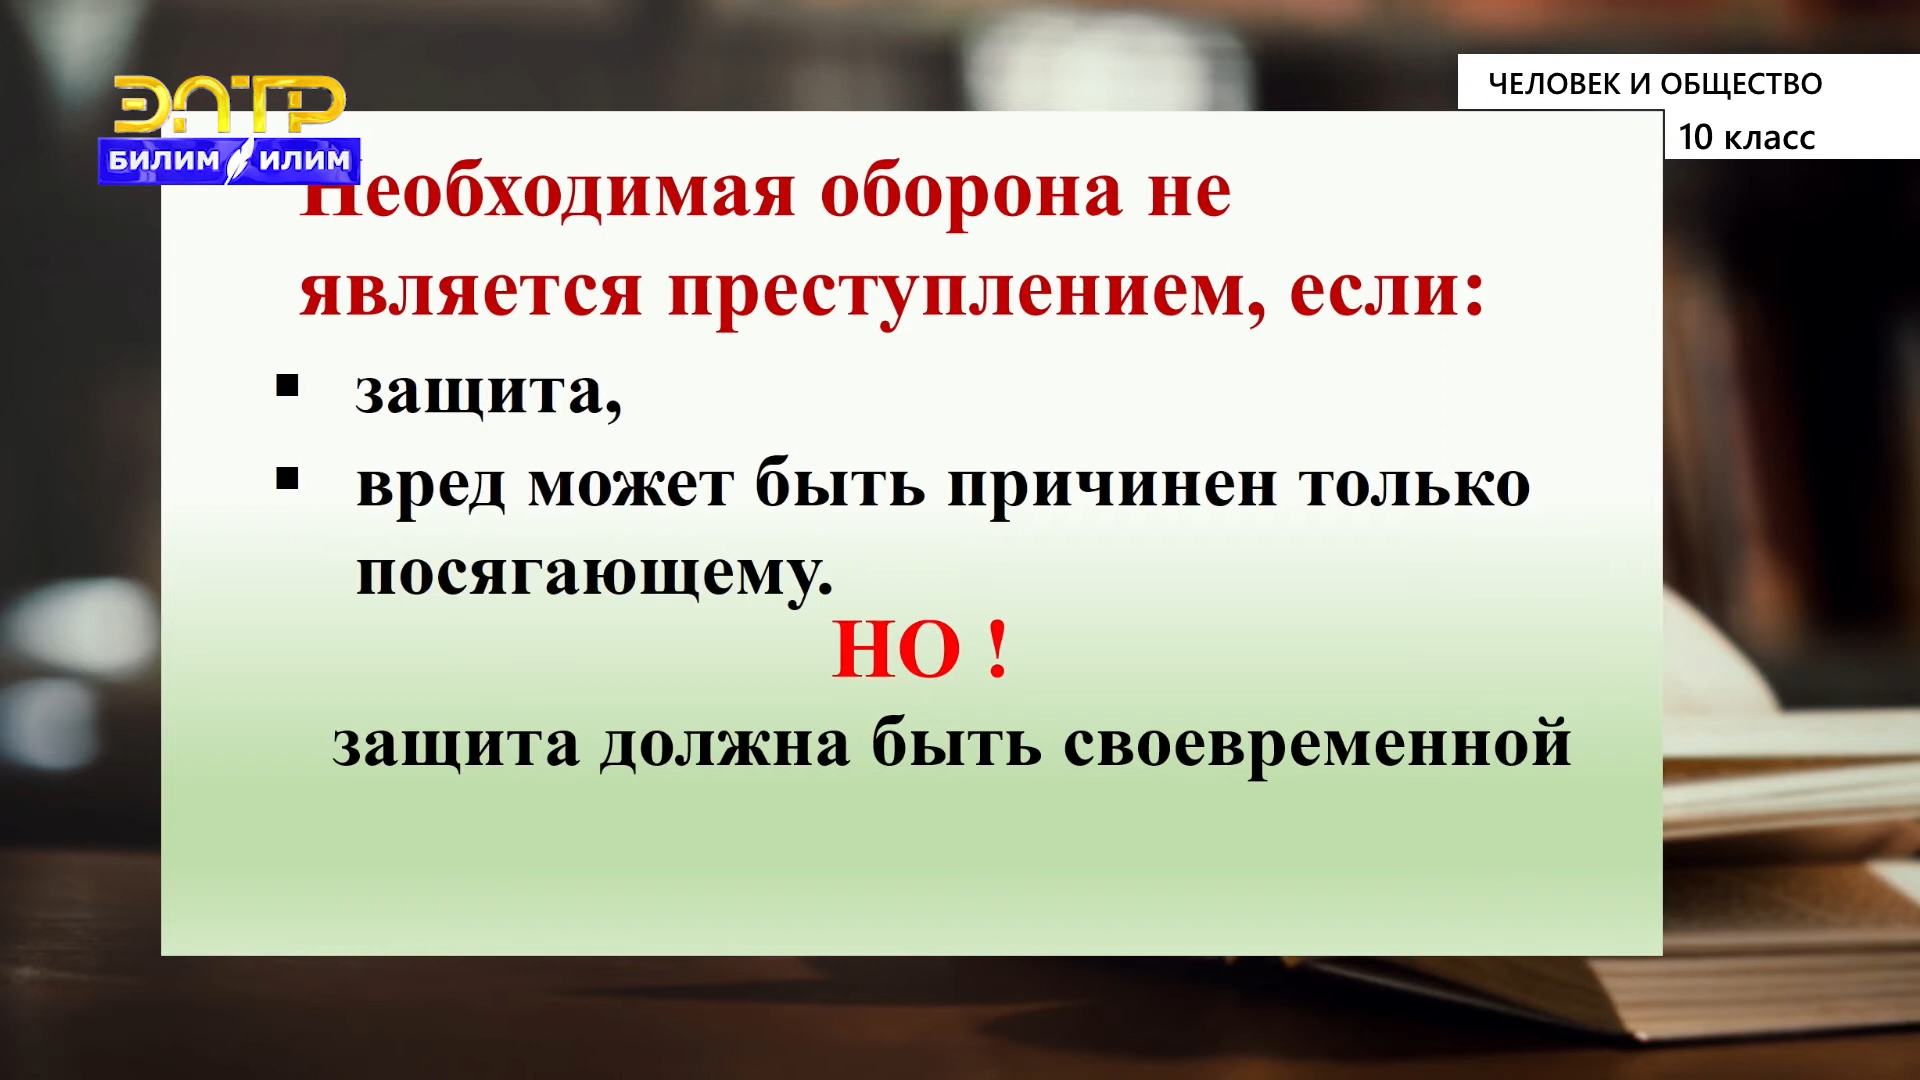 ЧЕЛОВЕК И ОБЩЕСТВО
10 класс
ЭЛТР
БИЛИМ ИЛИМ
Необходимая оборона не
является преступлением, если:
▪ защита,
▪ вред может быть причинен только
посягающему.
НО !
защита должна быть своевременной